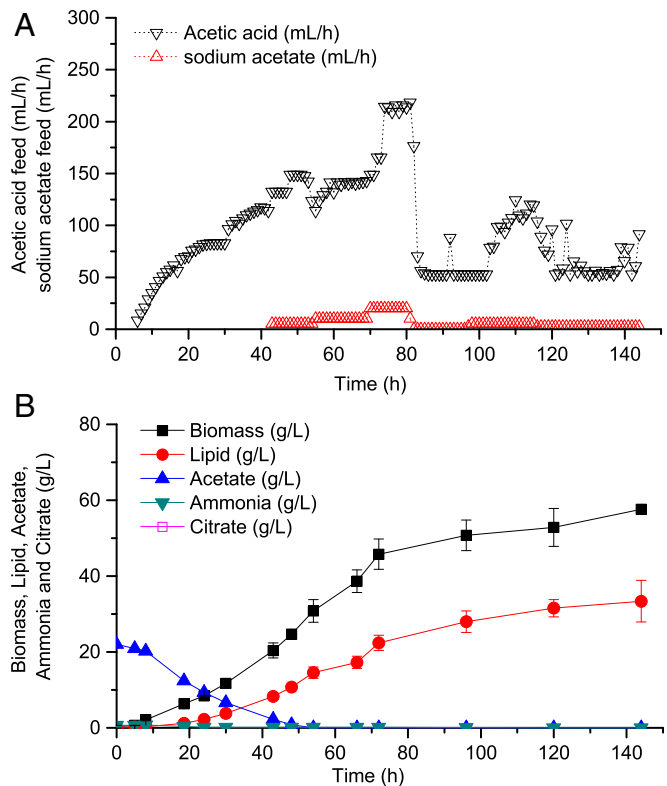 A
300
250
200
150
100
50
0
Acetic acid feed (mL/h)
sodium acetate feed (mL/h)
Acetic acid (mL/h)
sodium acetate (mL/h)
0 20 40 60 80 100 120 140
Time (h)
B
80
60
40
20
0
Biomass, Lipid, Acetate,
Ammonia and Citrate (g/L)
Biomass (g/L)
Lipid (g/L)
Acetate (g/L)
Ammonia (g/L)
Citrate (g/L)
0 20 40 60 80 100 120 140
Time (h)